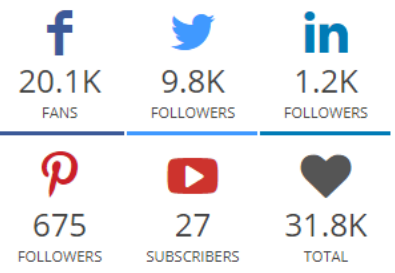 20.1K 9.8K 1.2K
FANS FOLLOWERS FOLLOWERS
675 27 31.8K
FOLLOWERS SUBSCRIBERS TOTAL